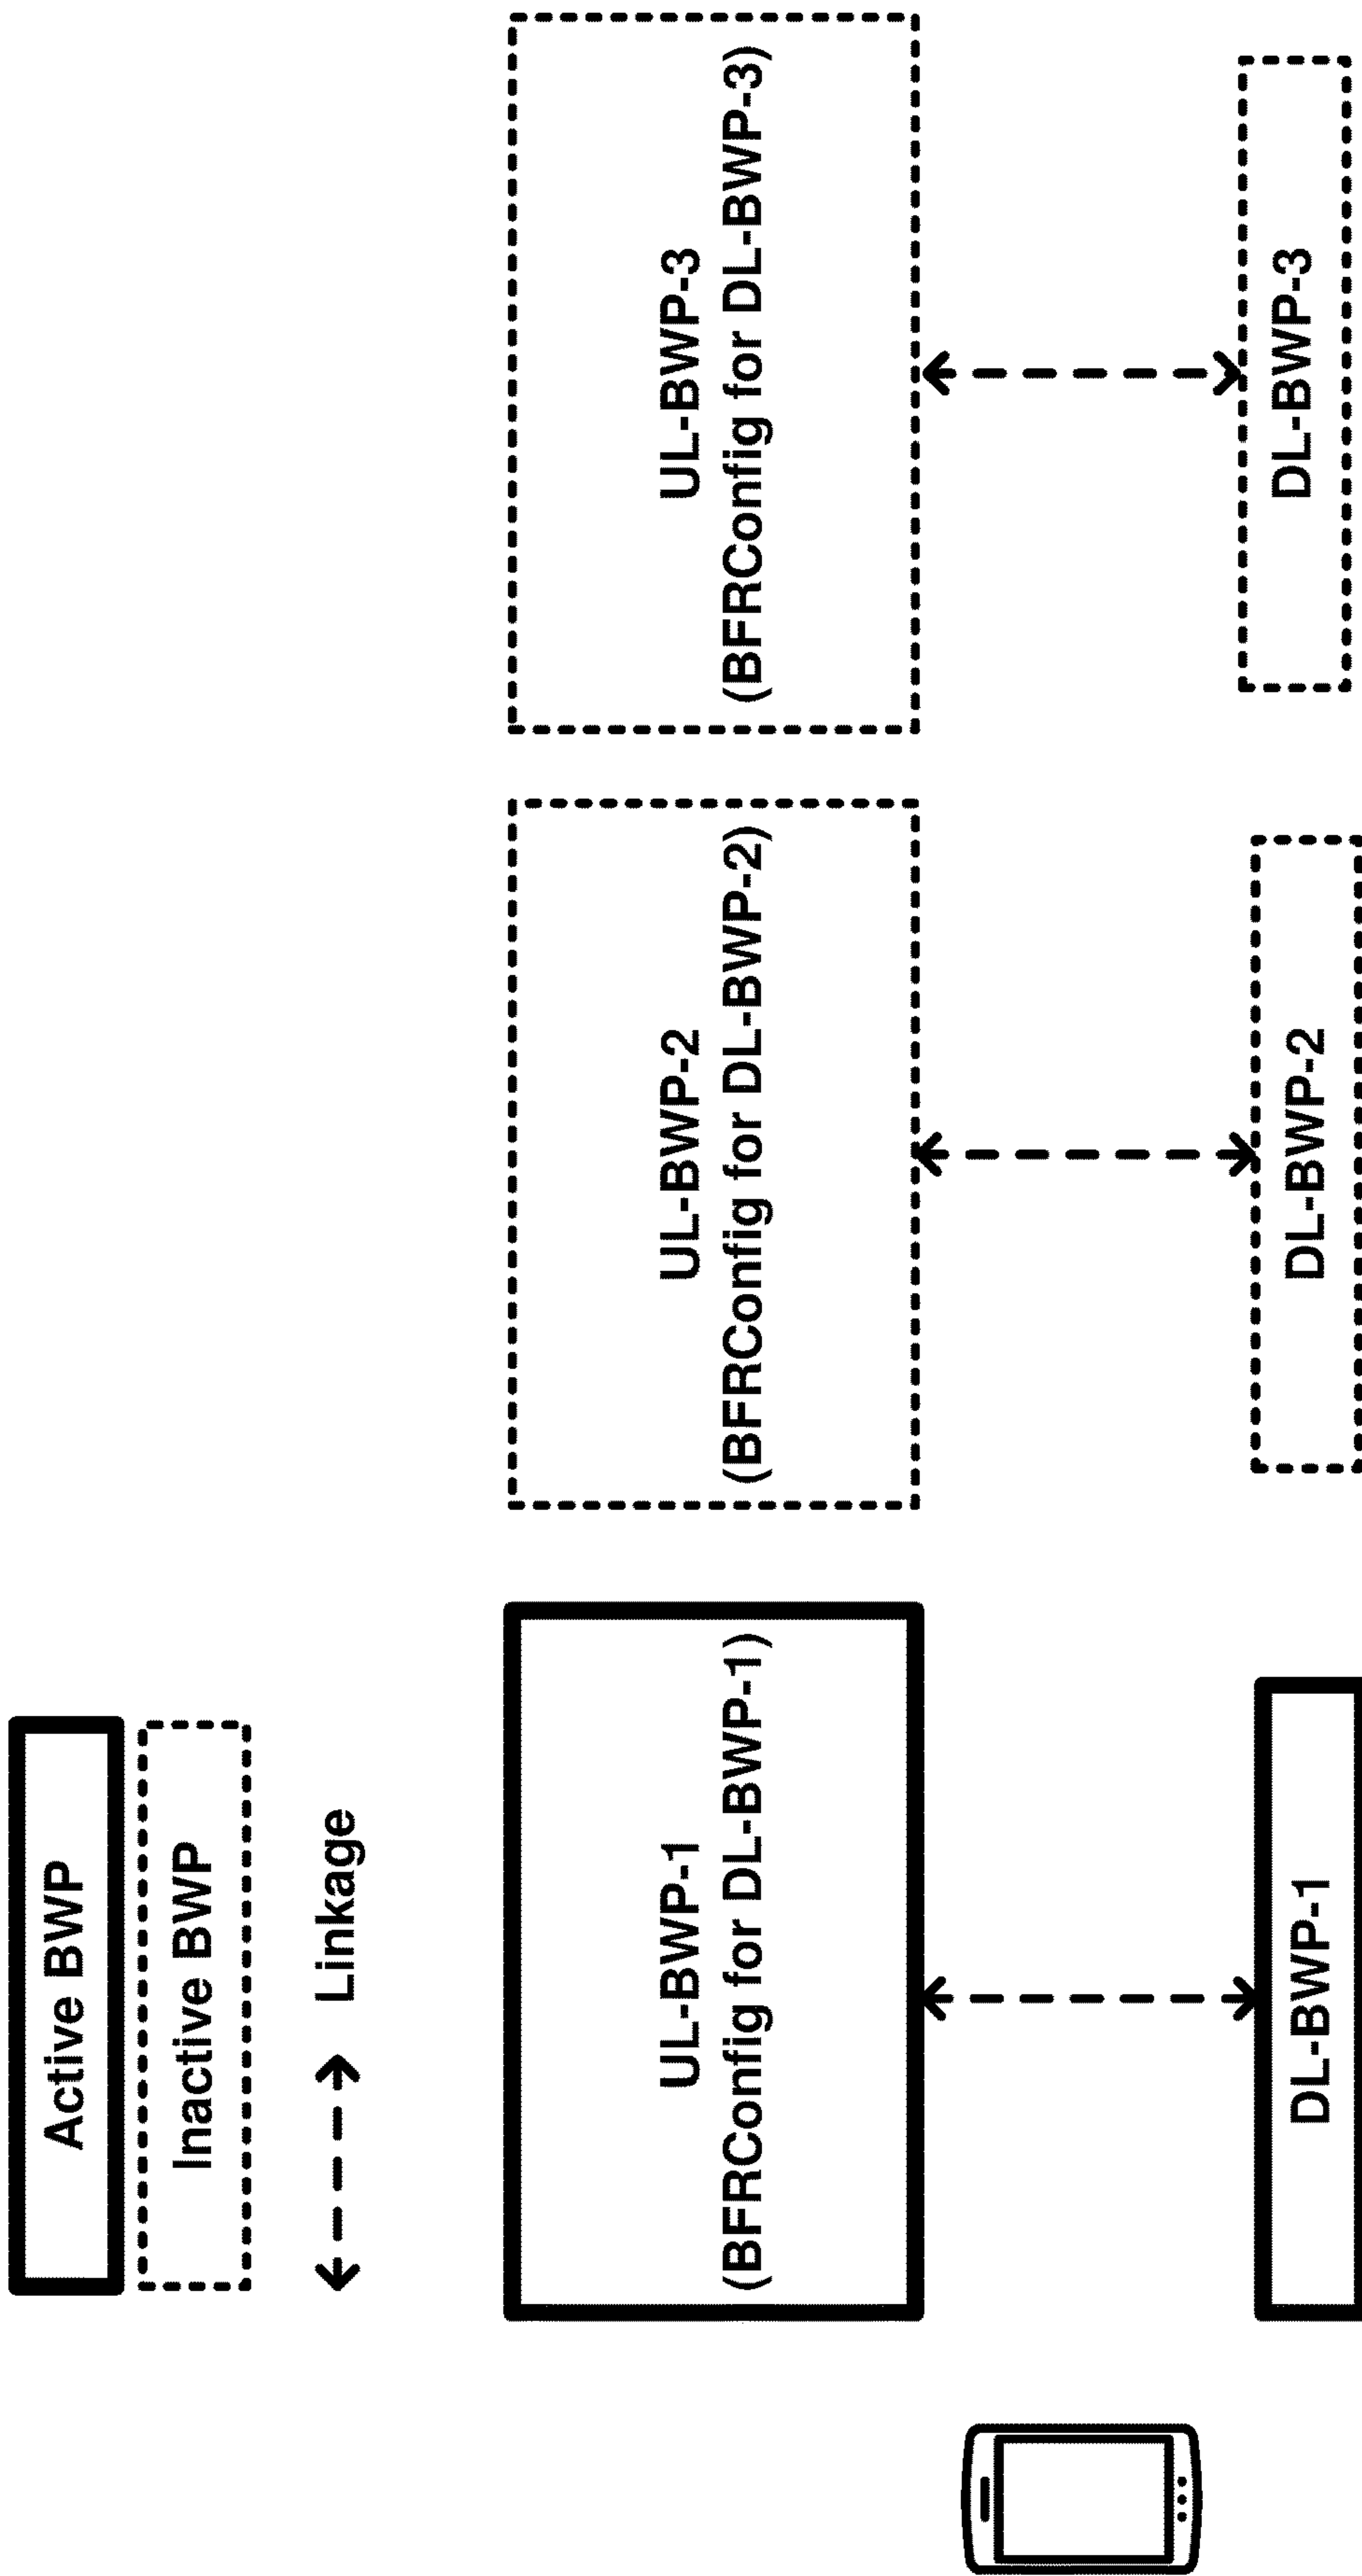 Active BWP
Inactive BWP
Linkage
UL-BWP-1
(BFRConfig for DL-BWP-1)
UL-BWP-2
(BFRConfig for DL-BWP-2)
UL-BWP-3
(BFRConfig for DL-BWP-3)
DL-BWP-1
DL-BWP-2
DL-BWP-3